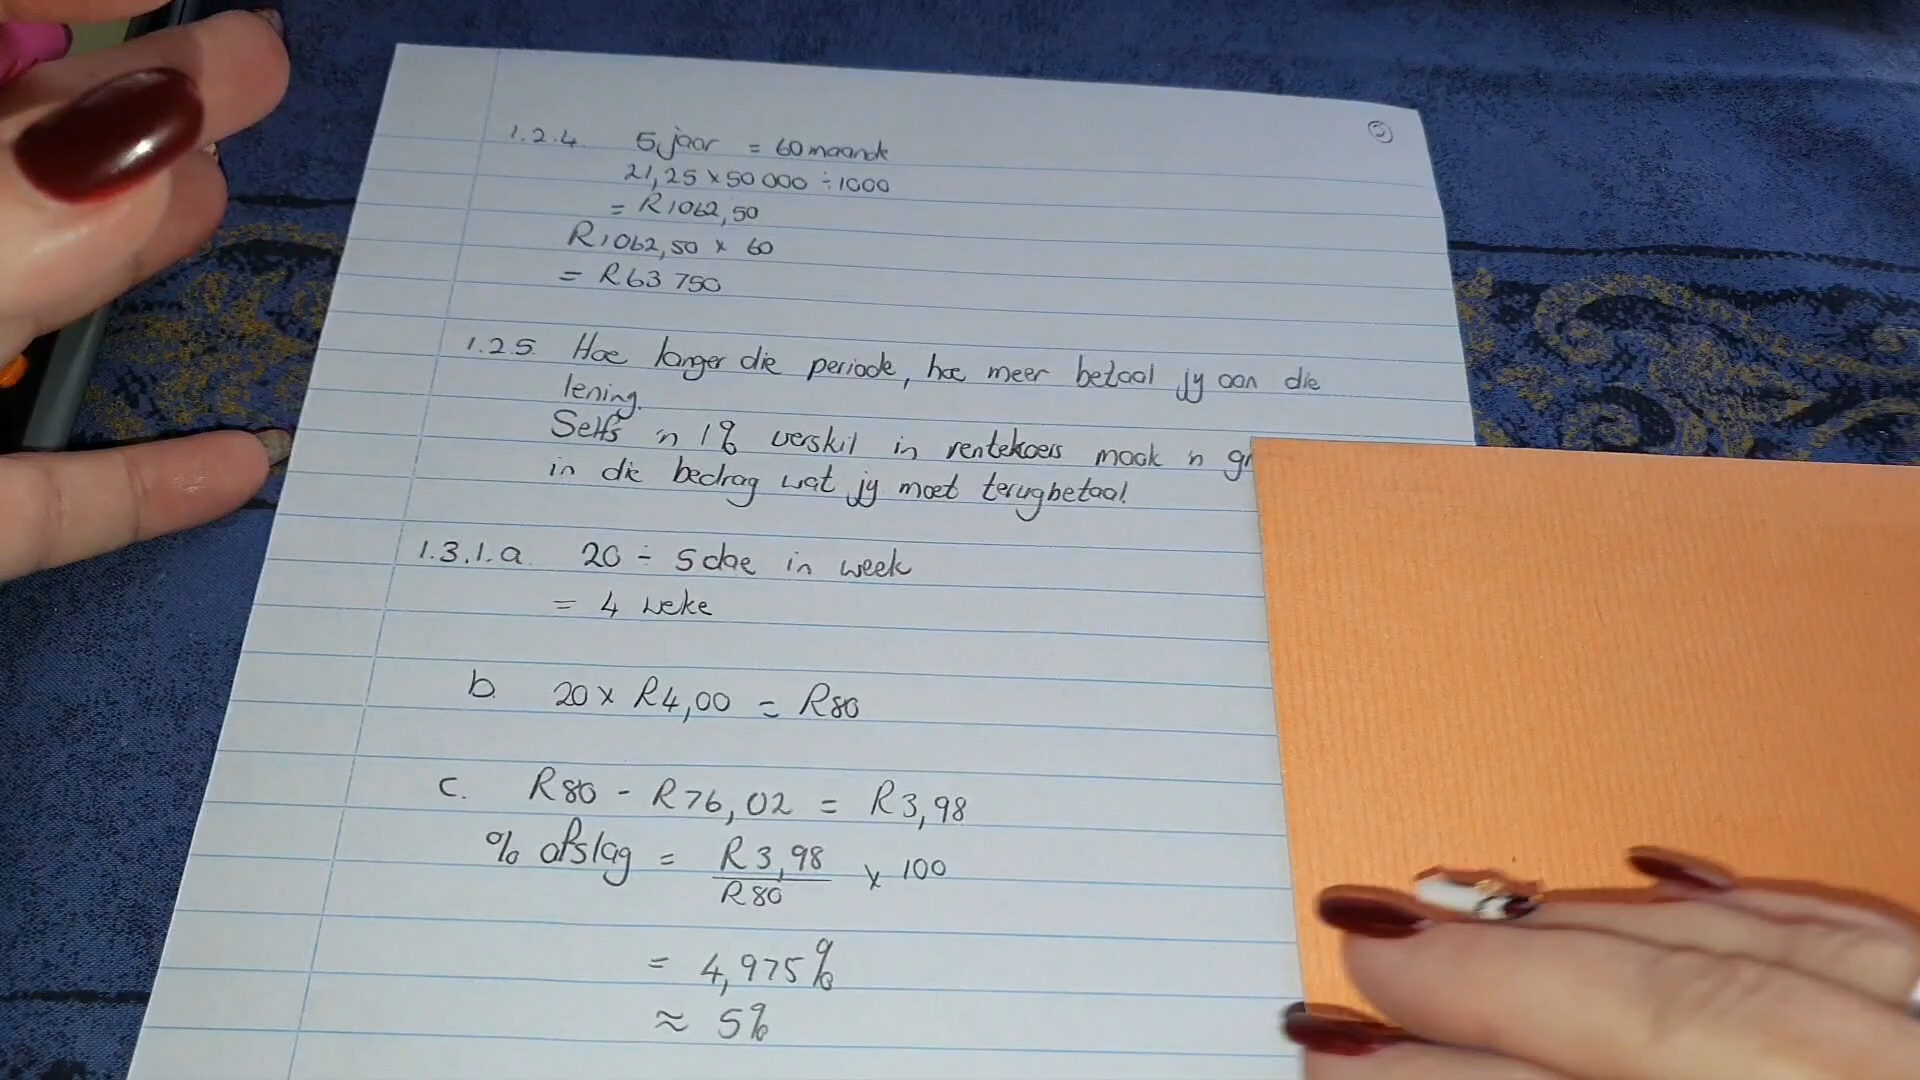 5
1.2.4. 5 jaar = 60 maande
21,25 x 50 000 ÷ 1000
= R1062,50
R1062,50 x 60
= R63 750
1.2.5. Hoe langer die periode, hoe meer betaal jy aan die
lening.
Selfs 'n 1% verskil in rentekoers maak 'n
in die bedrag wat jy moet terugbetaal.
1.3.1.a. 20 ÷ 5 dae in week
= 4 weke
b. 20 x R4,00 = R80
c. R80 - R76,02 = R3,98
% afslag = R3,98 x 100
R80
= 4,975%
≈ 5%